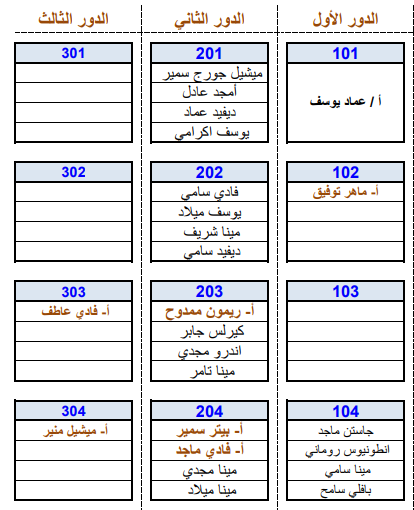 الدور الأول
الدور الثاني
الدور الثالث
101
أ / عماد يوسف
201
ميشيل جورج سمير
أمجد عادل
ديفيد عماد
يوسف اكرامي
301
102
أ- ماهر توفيق
202
فادي سامي
يوسف ميلاد
مينا شريف
ديفيد سامي
302
103
203
أ- ريمون ممدوح
كيرلس جابر
اندرو مجدي
مينا تامر
303
أ- فادي عاطف
104
جاستن ماجد
انطونيوس روماني
مينا سامي
بافلي سامح
204
أ- بيتر سمير
أ- فادي ماجد
مينا مجدي
مينا ميلاد
304
أ- ميشيل منير